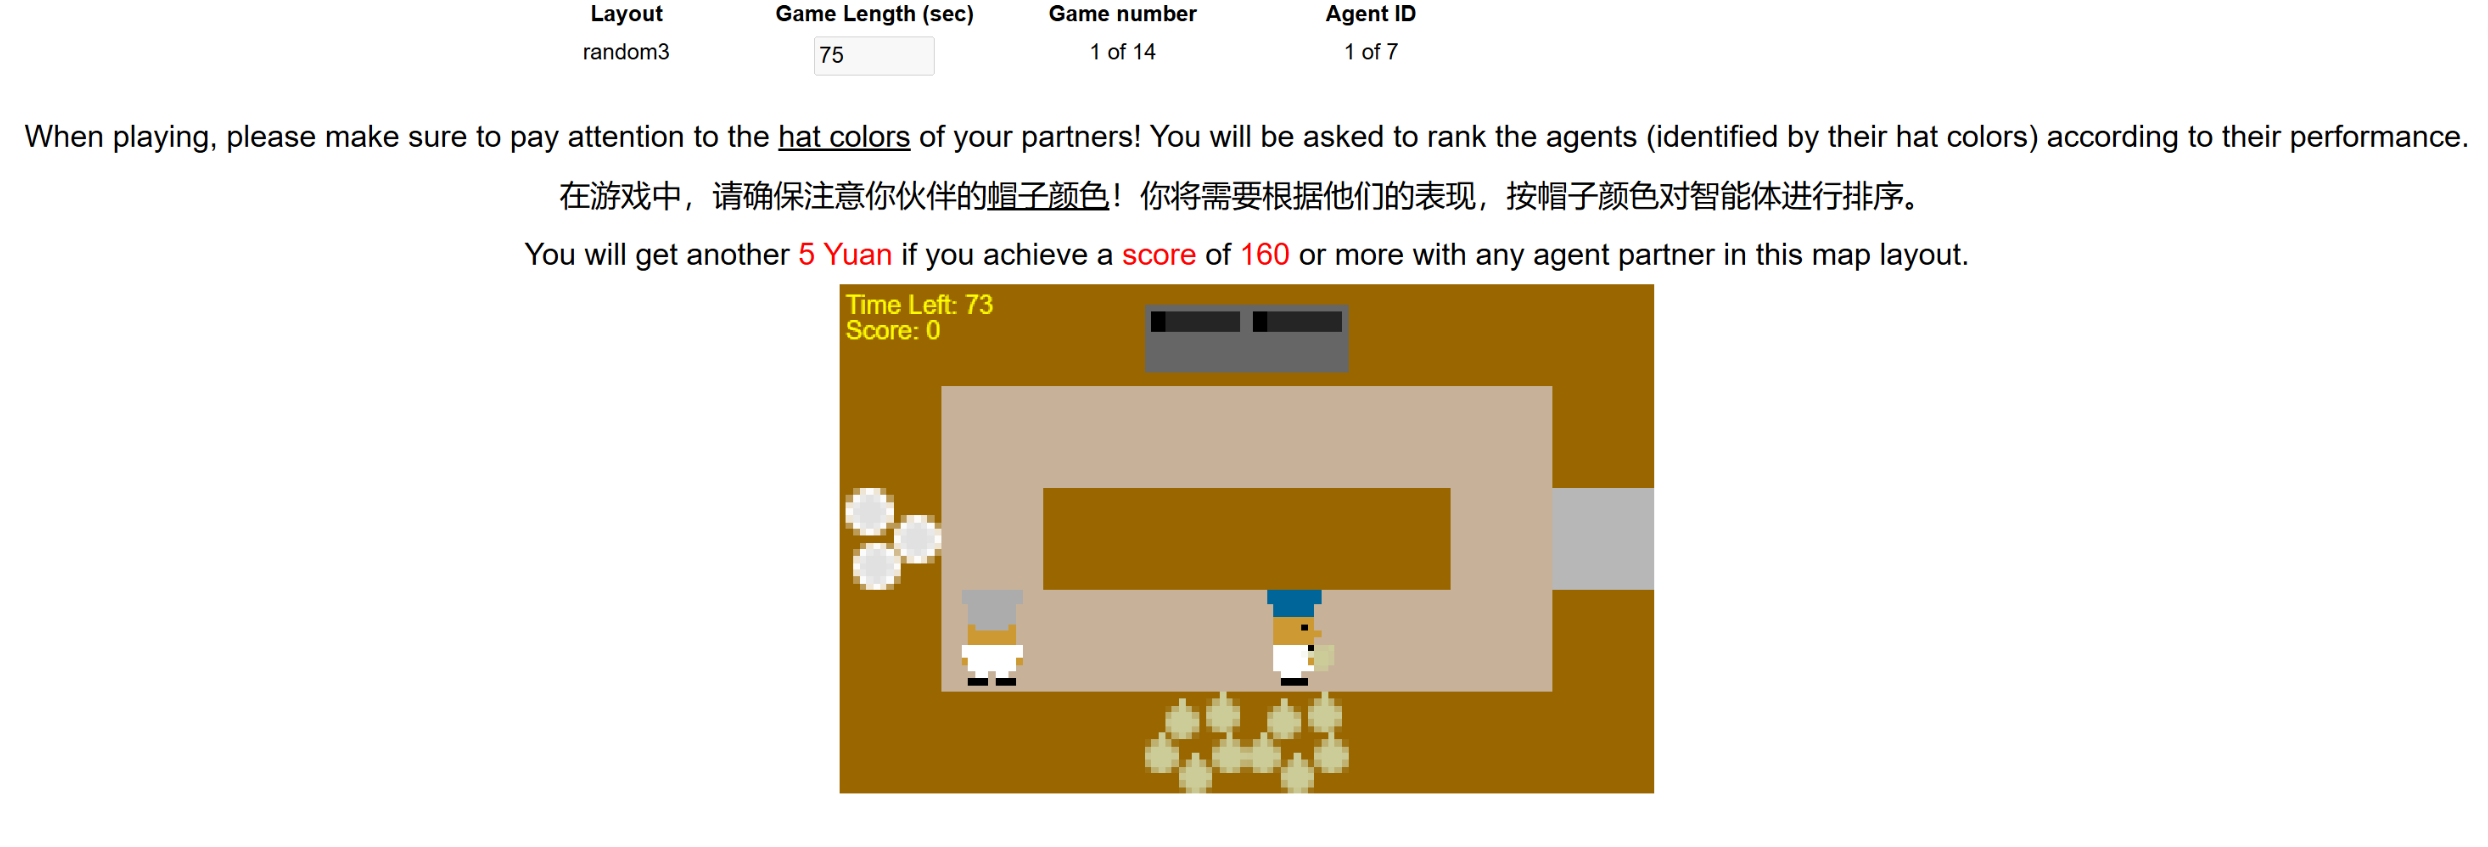 Layout Game Length (sec) Game number Agent ID
random3 75 1 of 14 1 of 7
When playing, please make sure to pay attention to the hat colors of your partners! You will be asked to rank the agents (identified by their hat colors) according to their performance.
在游戏中，请确保注意你伙伴的帽子颜色！你将需要根据他们的表现，按帽子颜色对智能体进行排序。
You will get another 5 Yuan if you achieve a score of 160 or more with any agent partner in this map layout.
Time Left: 73
Score: 0